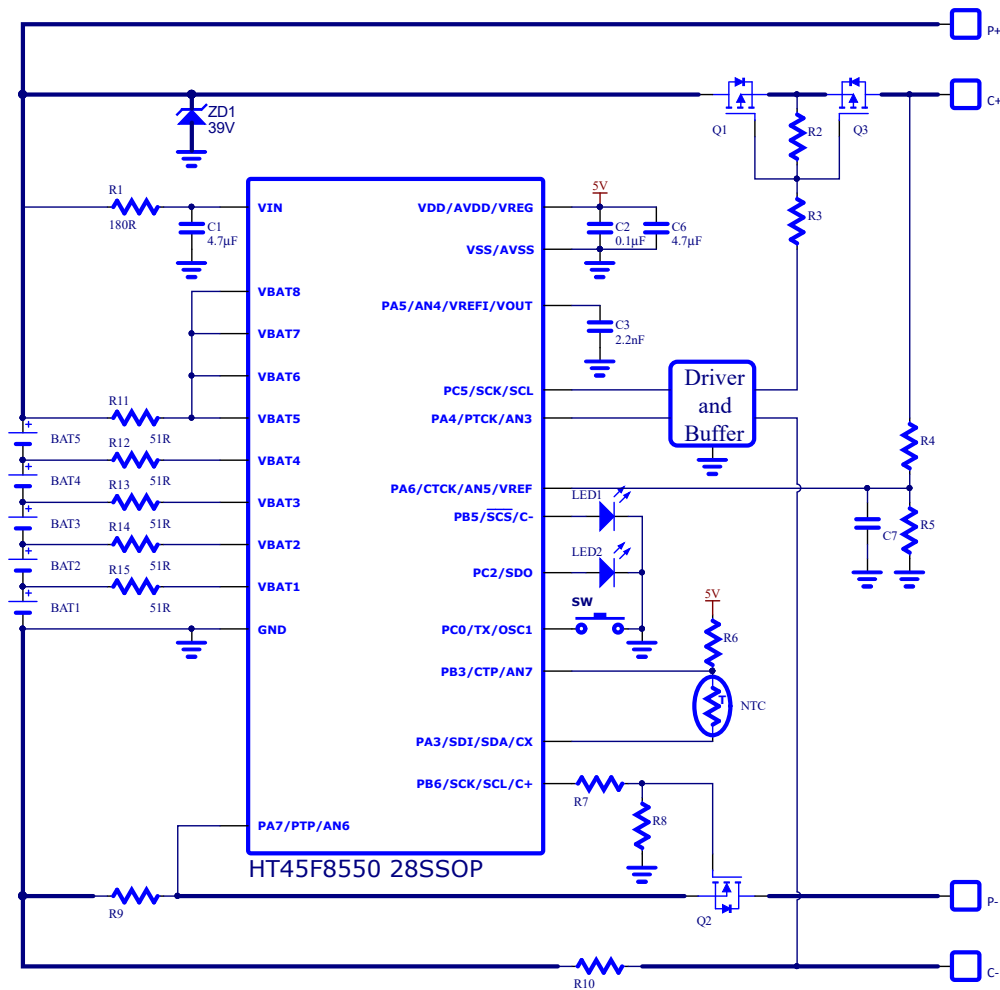 P+
C+
ZD1
39V
Q1
R2
Q3
R1
180R
C1
4.7µF
VIN
VDD/AVDD/VREG
5V
C2
0.1µF
C6
4.7µF
R3
VSS/AVSS
VBAT8
PA5/AN4/VREFI/VOUT
C3
2.2nF
VBAT7
VBAT6
PC5/SCK/SCL
Driver
and
Buffer
R11
51R
VBAT5
PA4/PTCK/AN3
+
BAT5
R12
51R
VBAT4
R4
+
BAT4
R13
51R
VBAT3
PA6/CTCK/AN5/VREF
LED1
+
BAT3
R14
51R
VBAT2
PB5/SCS/C-
C7
R5
+
BAT2
R15
51R
VBAT1
PC2/SDO
LED2
+
BAT1
GND
PC0/TX/OSC1
SW
5V
R6
PB3/CTP/AN7
T
NTC
PA3/SDI/SDA/CX
PB6/SCK/SCL/C+
R7
R8
PA7/PTP/AN6
HT45F8550 28SSOP
R9
Q2
P-
R10
C-